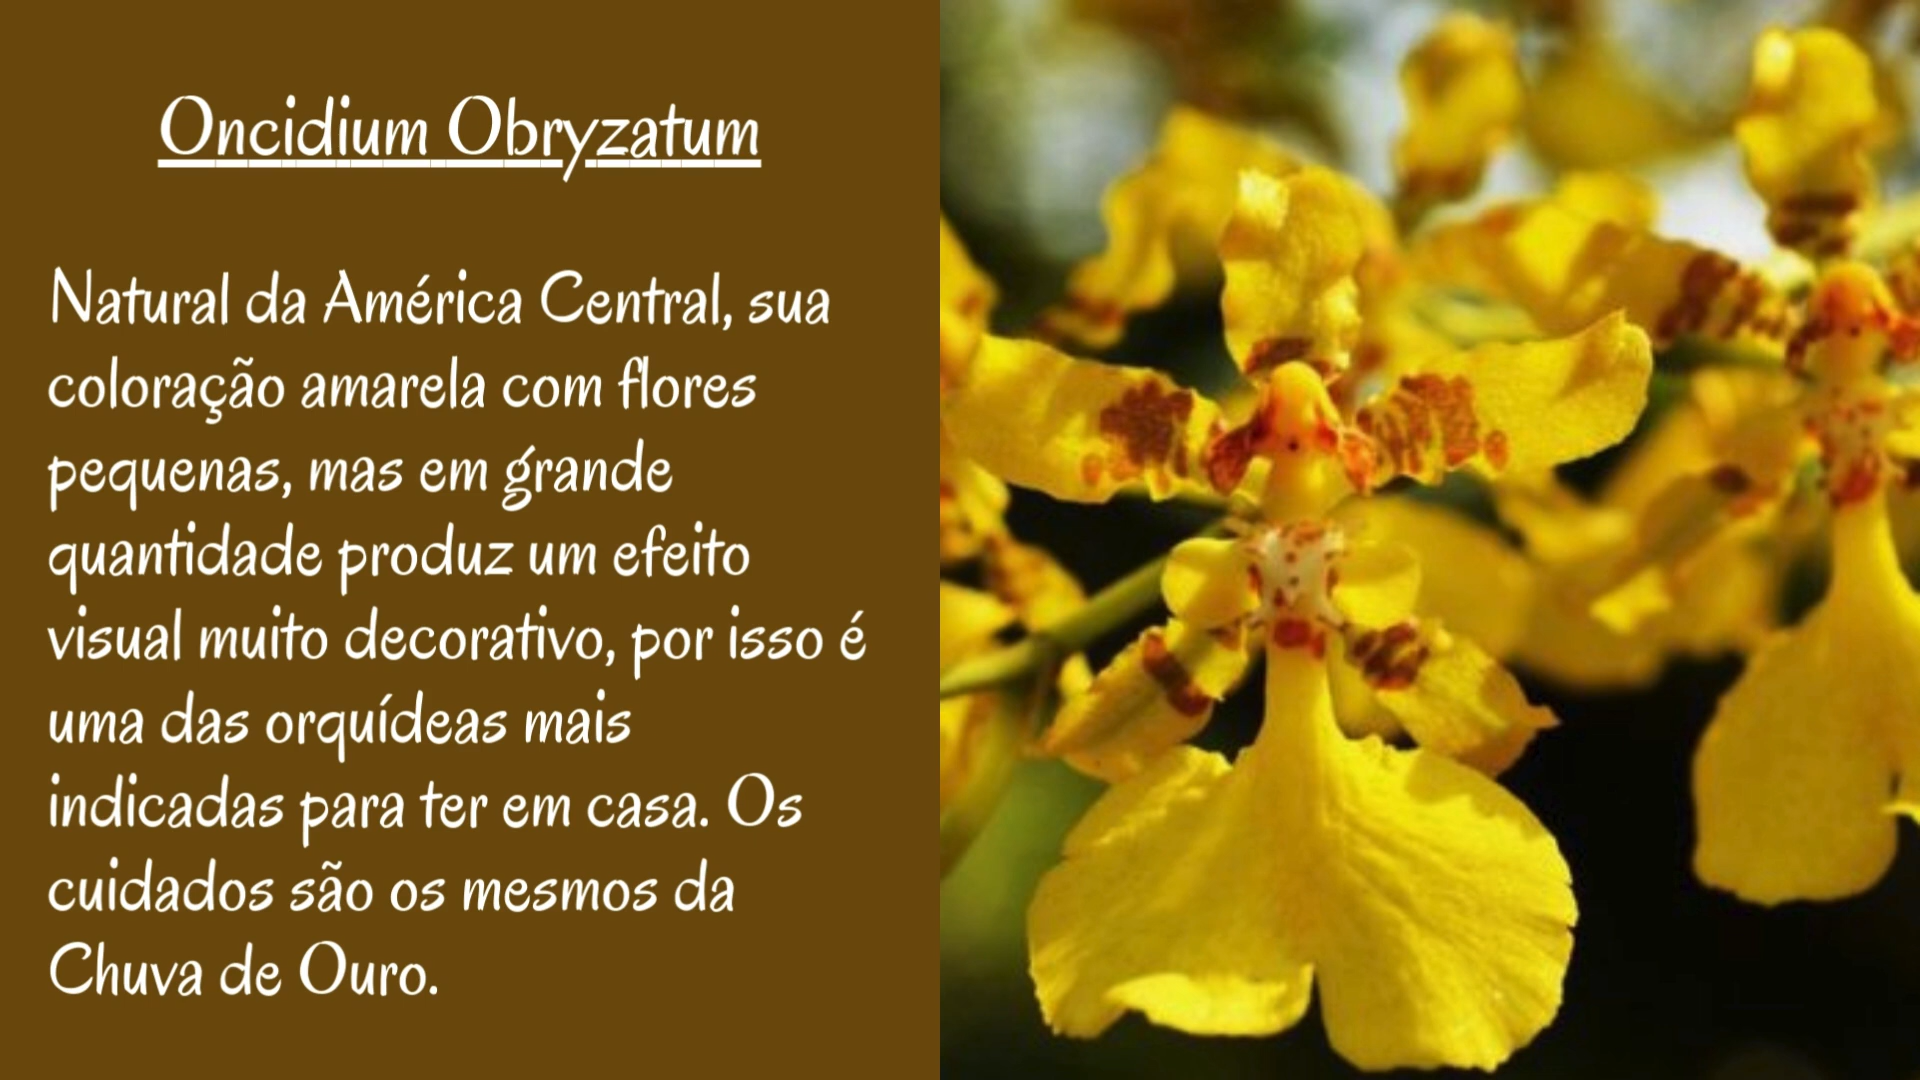 Oncidium Obryzatum
Natural da América Central, sua
coloração amarela com flores
pequenas, mas em grande
quantidade produz um efeito
visual muito decorativo, por isso é
uma das orquídeas mais
indicadas para ter em casa. Os
cuidados são os mesmos da
Chuva de Ouro.